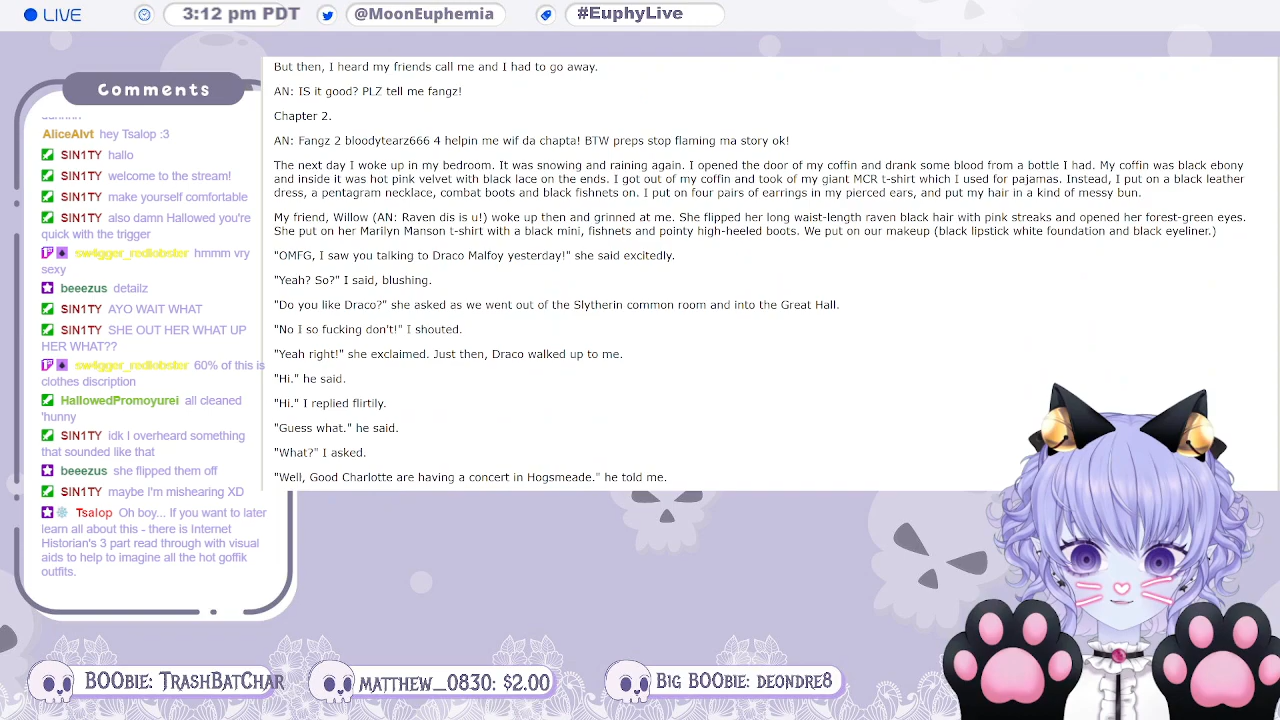 LIVE
3:12 pm PDT
@MoonEuphemia
#EuphyLive
Comments
AliceAlvt hey Tsalop :3
SIN1TY hallo
SIN1TY welcome to the stream!
SIN1TY make yourself comfortable
SIN1TY also damn Hallowed you're
quick with the trigger
sw4gger_redlobster hmmm vry
sexy
beeezus detailz
SIN1TY AYO WAIT WHAT
SIN1TY SHE OUT HER WHAT UP
HER WHAT??
sw4gger_redlobster 60% of this is
clothes discription
HallowedPromoyurei all cleaned
'hunny
SIN1TY idk I overheard something
that sounded like that
beeezus she flipped them off
SIN1TY maybe I'm mishearing XD
Tsalop Oh boy... If you want to later
learn all about this - there is Internet
Historian's 3 part read through with visual
aids to help to imagine all the hot goffik
outfits.
But then, I heard my friends call me and I had to go away.
AN: IS it good? PLZ tell me fangz!
Chapter 2.
AN: Fangz 2 bloodytearz666 4 helpin me wif da chapta! BTW preps stop flaming ma story ok!
The next day I woke up in my bedroom. It was snowing and raining again. I opened the door of my coffin and drank some blood from a bottle I had. My coffin was black ebony
and inside it was hot pink velvet with black lace on the ends. I got out of my coffin and took of my giant MCR t-shirt which I used for pajamas. Instead, I put on a black leather
dress, a pentagram necklace, combat boots and black fishnets on. I put on four pairs of earrings in my pierced ears, and put my hair in a kind of messy bun.
My friend, Willow (AN: Raven dis is u!) woke up then and grinned at me. She flipped her long waist-length raven black her with pink streaks and opened her forest-green eyes.
She put on her Marilyn Manson t-shirt with a black mini, fishnets and pointy high-heeled boots. We put on our makeup (black lipstick white foundation and black eyeliner.)
"OMFG, I saw you talking to Draco Malfoy yesterday!" she said excitedly.
"Yeah? So?" I said, blushing.
"Do you like Draco?" she asked as we went out of the Slytherin common room and into the Great Hall.
"No I so fucking don't!" I shouted.
"Yeah right!" she exclaimed. Just then, Draco walked up to me.
"Hi." he said.
"Hi." I replied flirtily.
"Guess what." he said.
"What?" I asked.
"Well, Good Charlotte are having a concert in Hogsmeade." he told me.
BOObie: TrashBatChar
matthew_0830: $2.00
Big BOObie: deondre8